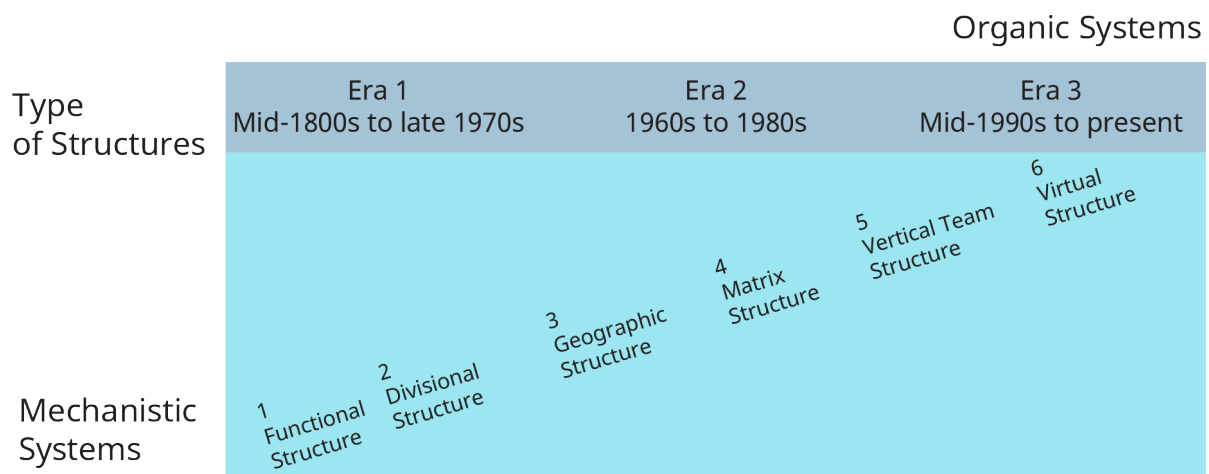 Organic Systems
Type
of Structures
Era 1
Mid-1800s to late 1970s
Era 2
1960s to 1980s
Era 3
Mid-1990s to present
6
Virtual
Structure
5
Vertical Team
Structure
4
Matrix
Structure
3
Geographic
Structure
2
Divisional
Structure
1
Functional
Structure
Mechanistic
Systems